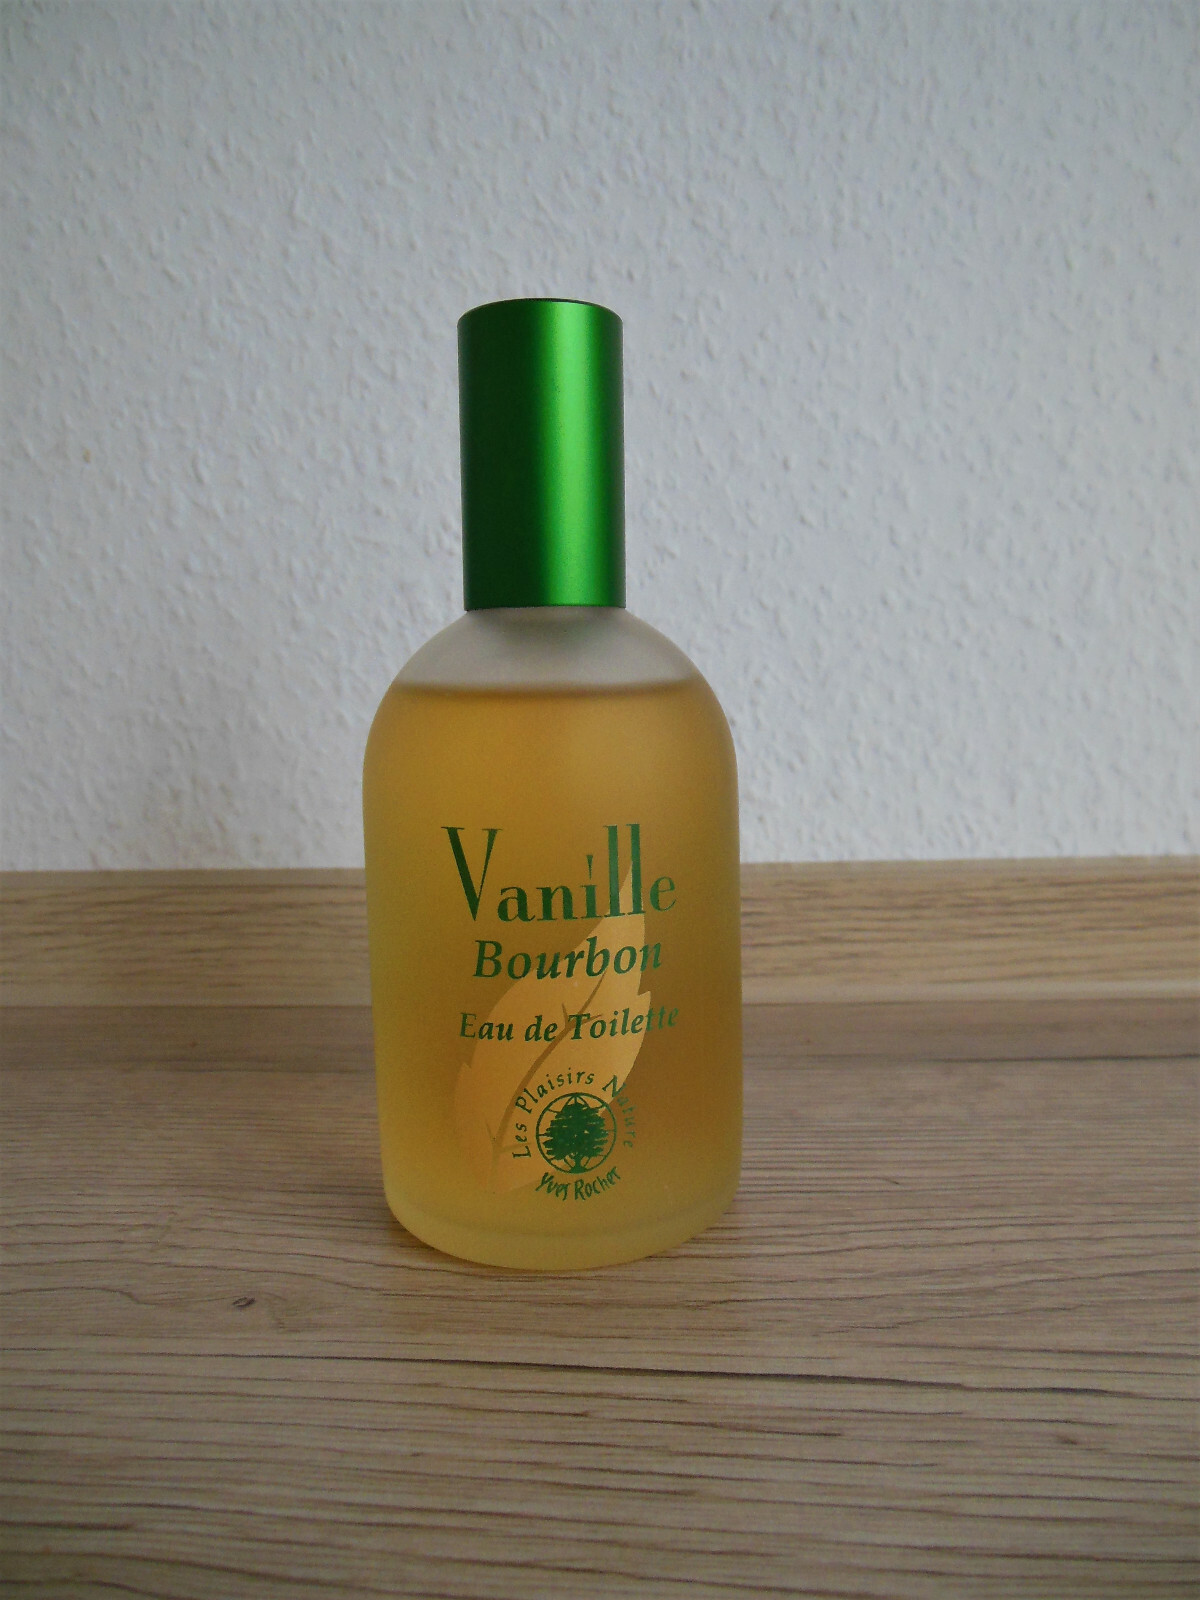 Vanille
Bourbon
Eau de Toilette
Les Plaisirs Nature
Yves Rocher